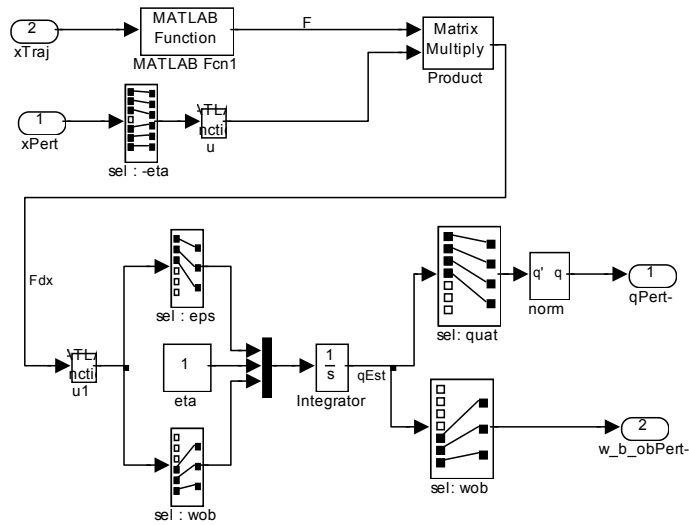 2
xTraj
MATLAB
Function
MATLAB Fcn1
F
Matrix
Multiply
Product
1
xPert
sel : -eta
u
Fdx
sel : eps
u1
1
eta
sel : wob
1
s
Integrator
qEst
sel: quat
q' q
norm
1
qPert-
sel: wob
2
w_b_obPert-